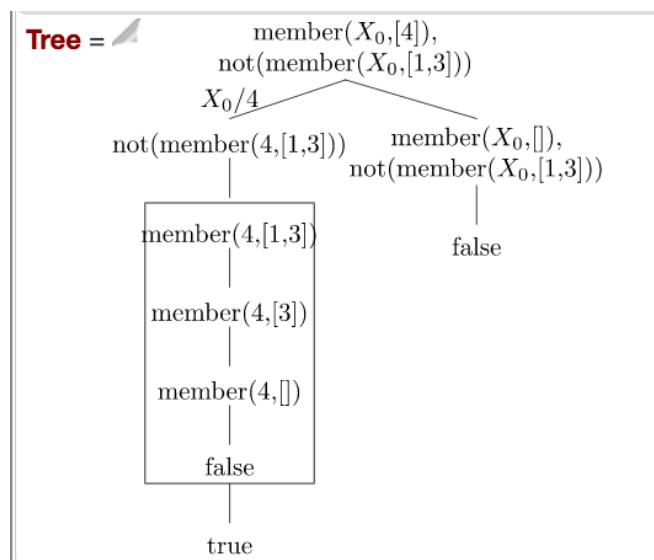 Tree =
member(X₀,[4]),
not(member(X₀,[1,3]))
X₀/4
not(member(4,[1,3]))
member(X₀,[]),
not(member(X₀,[1,3]))
member(4,[1,3])
false
member(4,[3])
member(4,[])
false
true